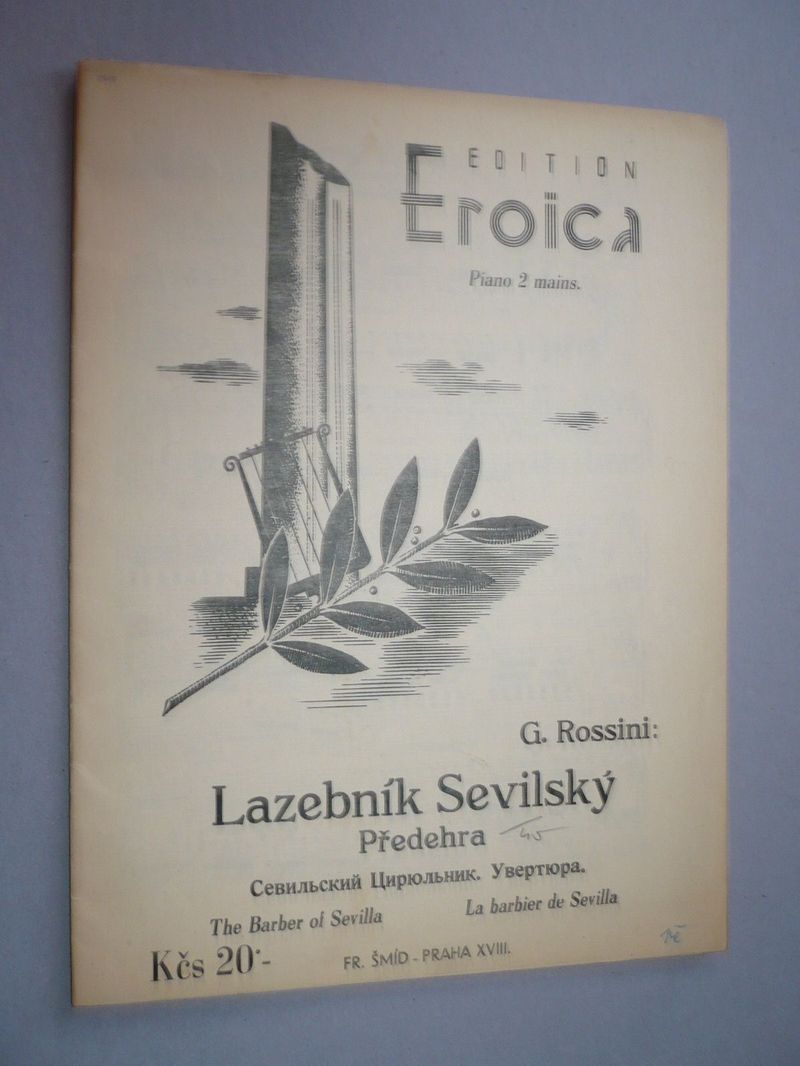 EDITION
Eroica
Piano 2 mains.
G. Rossini:
Lazebník Sevilský
Předehra
Севильский Цирюльник. Увертюра.
The Barber of Sevilla
La barbier de Sevilla
Kčs 20·-
FR. ŠMÍD - PRAHA XVIII.